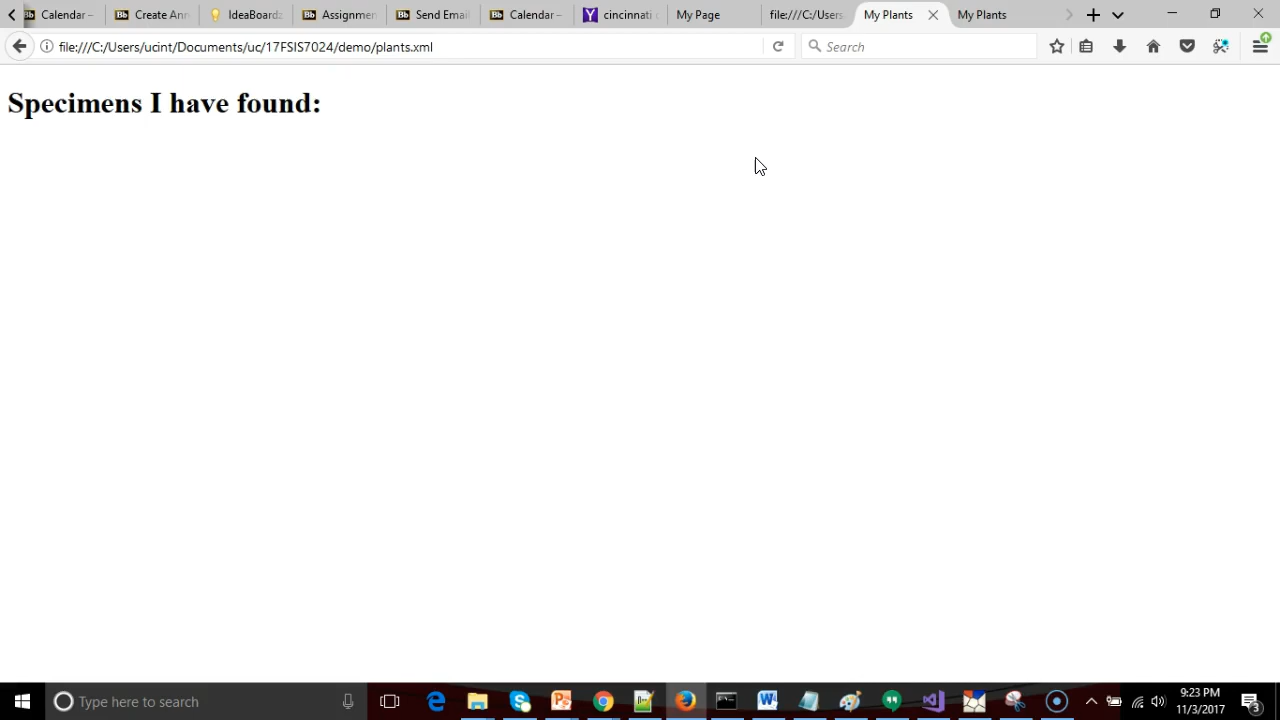 Calendar –
Create Ann
IdeaBoardz
Assignmen
Send Email
Calendar –
cincinnati
My Page
file:///C:/Users
My Plants
My Plants
file:///C:/Users/ucint/Documents/uc/17FSIS7024/demo/plants.xml
Search
Specimens I have found:
Type here to search
9:23 PM
11/3/2017
3